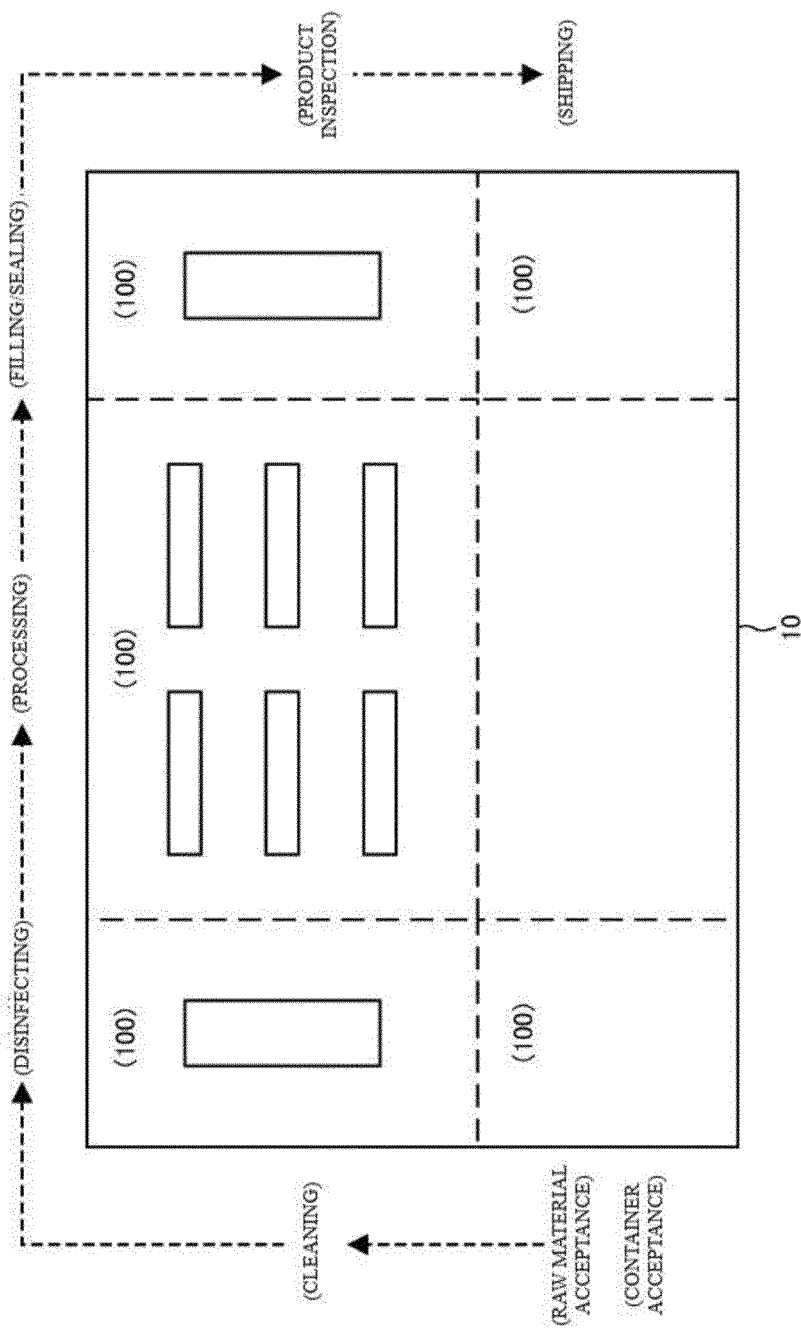 (DISINFECTING)
(PROCESSING)
(FILLING/SEALING)
(CLEANING)
(100)
(100)
(100)
(PRODUCT
INSPECTION)
(RAW MATERIAL
ACCEPTANCE)
(CONTAINER
ACCEPTANCE)
(100)
(100)
(SHIPPING)
10